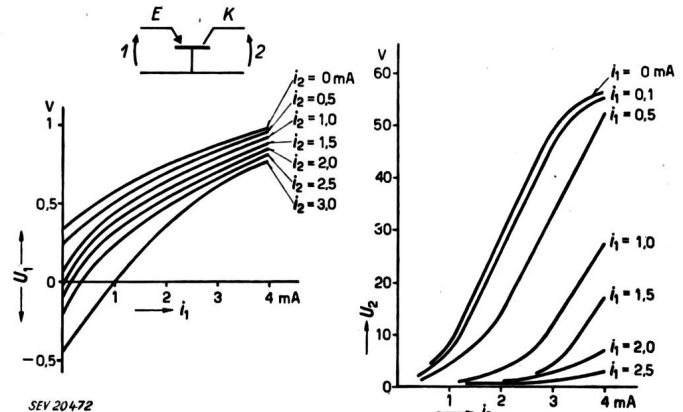 E K
1 2
V
1
0,5
0
−0,5
U₁
1 2 3 4 mA
i₁
i₂ = 0 mA
i₂ = 0,5
i₂ = 1,0
i₂ = 1,5
i₂ = 2,0
i₂ = 2,5
i₂ = 3,0
SEV 20472
V
60
50
40
30
20
10
0
U₂
1 2 3 4 mA
i₁ = 0 mA
i₁ = 0,1
i₁ = 0,5
i₁ = 1,0
i₁ = 1,5
i₁ = 2,0
i₁ = 2,5